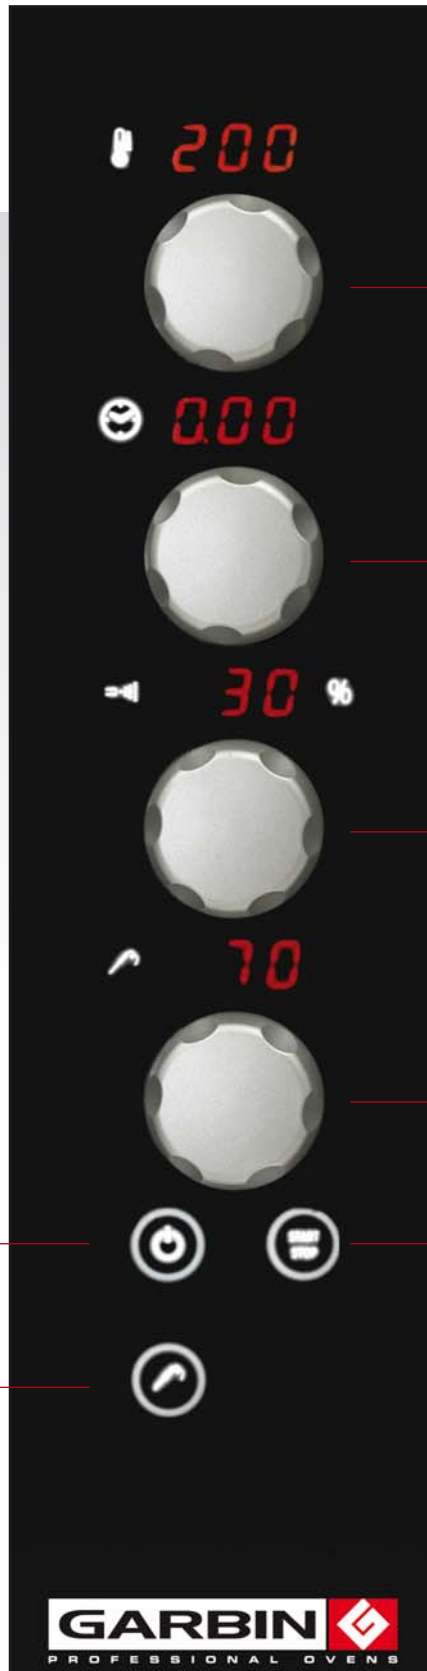 200
0.00
30 %
70
START
STOP
GARBIN G
PROFESSIONAL OVENS